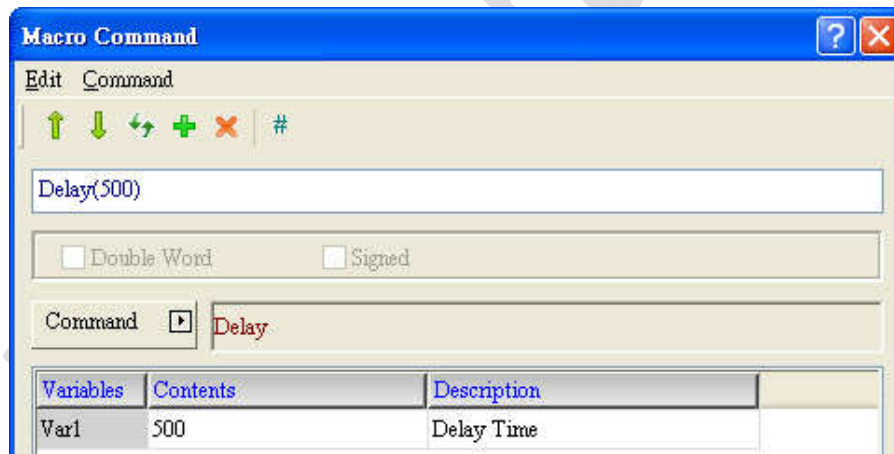 Macro Command
Edit Command
#
Delay(500)
Double Word Signed
Command Delay
Variables Contents Description
Var1 500 Delay Time